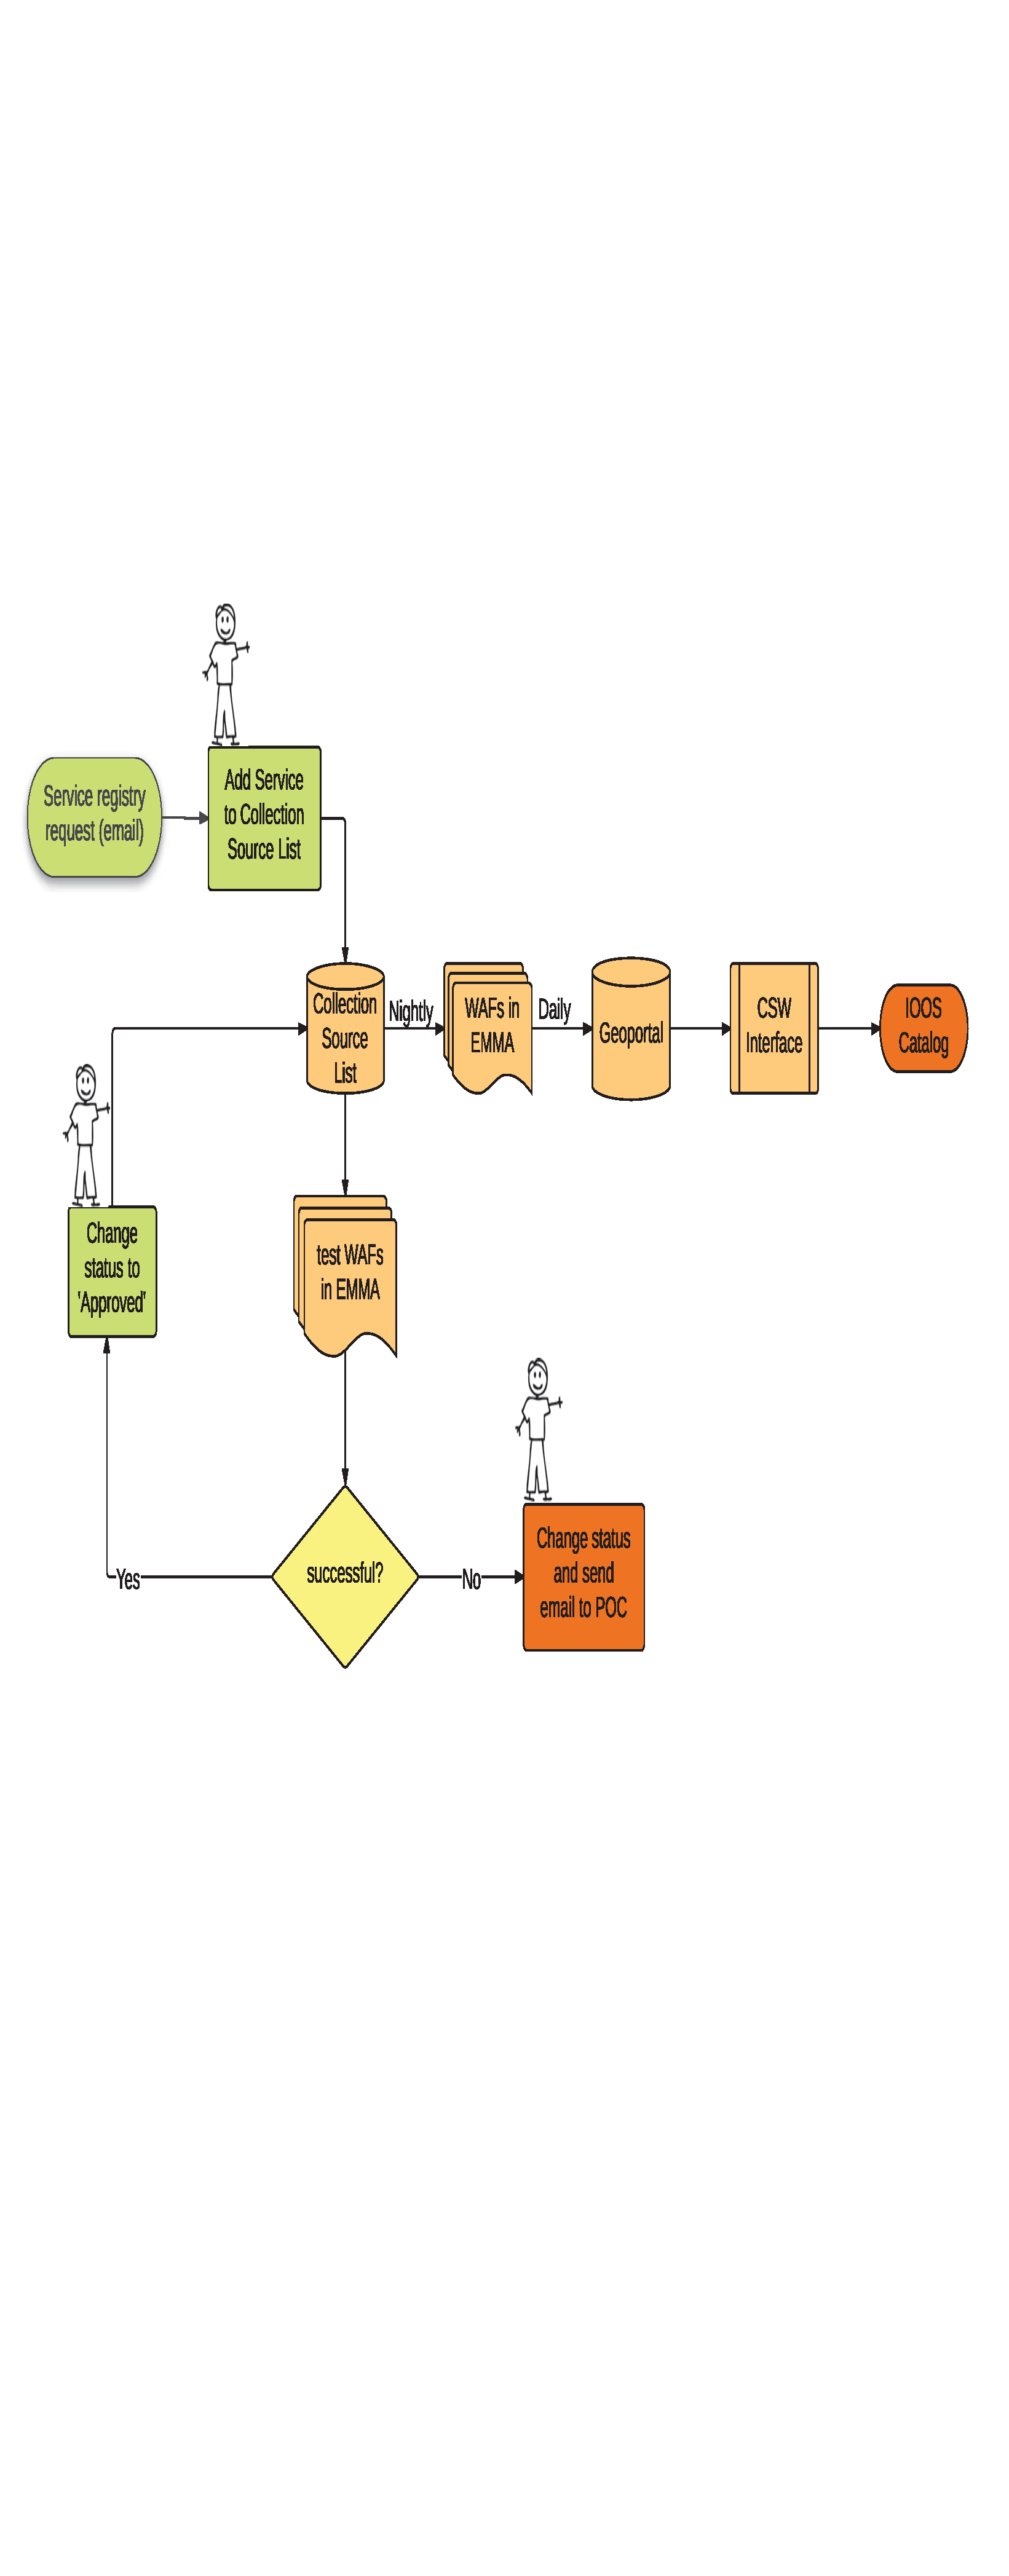 Service registry
request (email)
Add Service
to Collection
Source List
Collection
Source
List
Nightly
WAFs in
EMMA
Daily
Geoportal
CSW
Interface
IOOS
Catalog
Change
status to
'Approved'
test WAFs
in EMMA
successful?
Yes
No
Change status
and send
email to POC